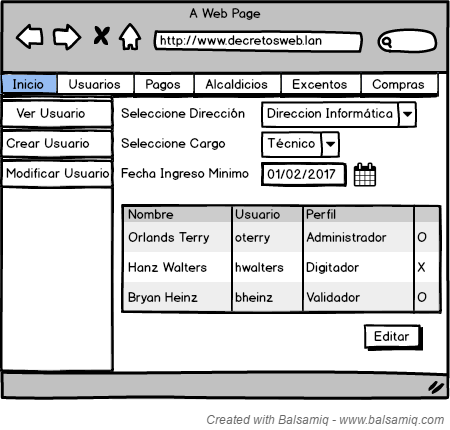 A Web Page
http://www.decretosweb.lan
Inicio Usuarios Pagos Alcaldicios Excentos Compras
Ver Usuario
Crear Usuario
Modificar Usuario
Seleccione Dirección Direccion Informática
Seleccione Cargo Técnico
Fecha Ingreso Minimo 01/02/2017
Nombre Usuario Perfil
Orlands Terry oterry Administrador O
Hanz Walters hwalters Digitador X
Bryan Heinz bheinz Validador O
Editar
Created with Balsamiq - www.balsamiq.com